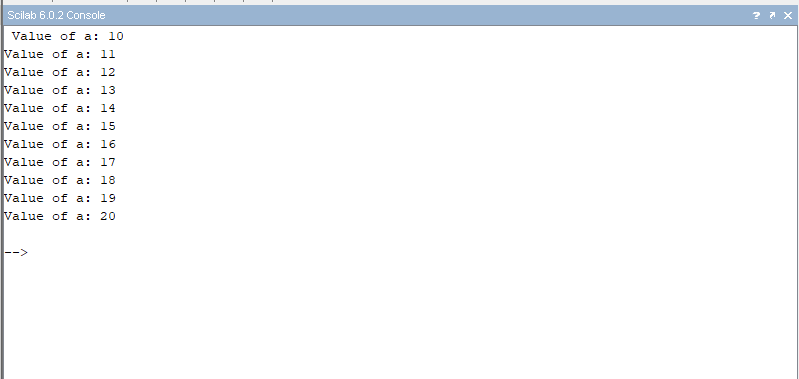 Scilab 6.0.2 Console
? ↗ ✕
Value of a: 10
Value of a: 11
Value of a: 12
Value of a: 13
Value of a: 14
Value of a: 15
Value of a: 16
Value of a: 17
Value of a: 18
Value of a: 19
Value of a: 20
-->